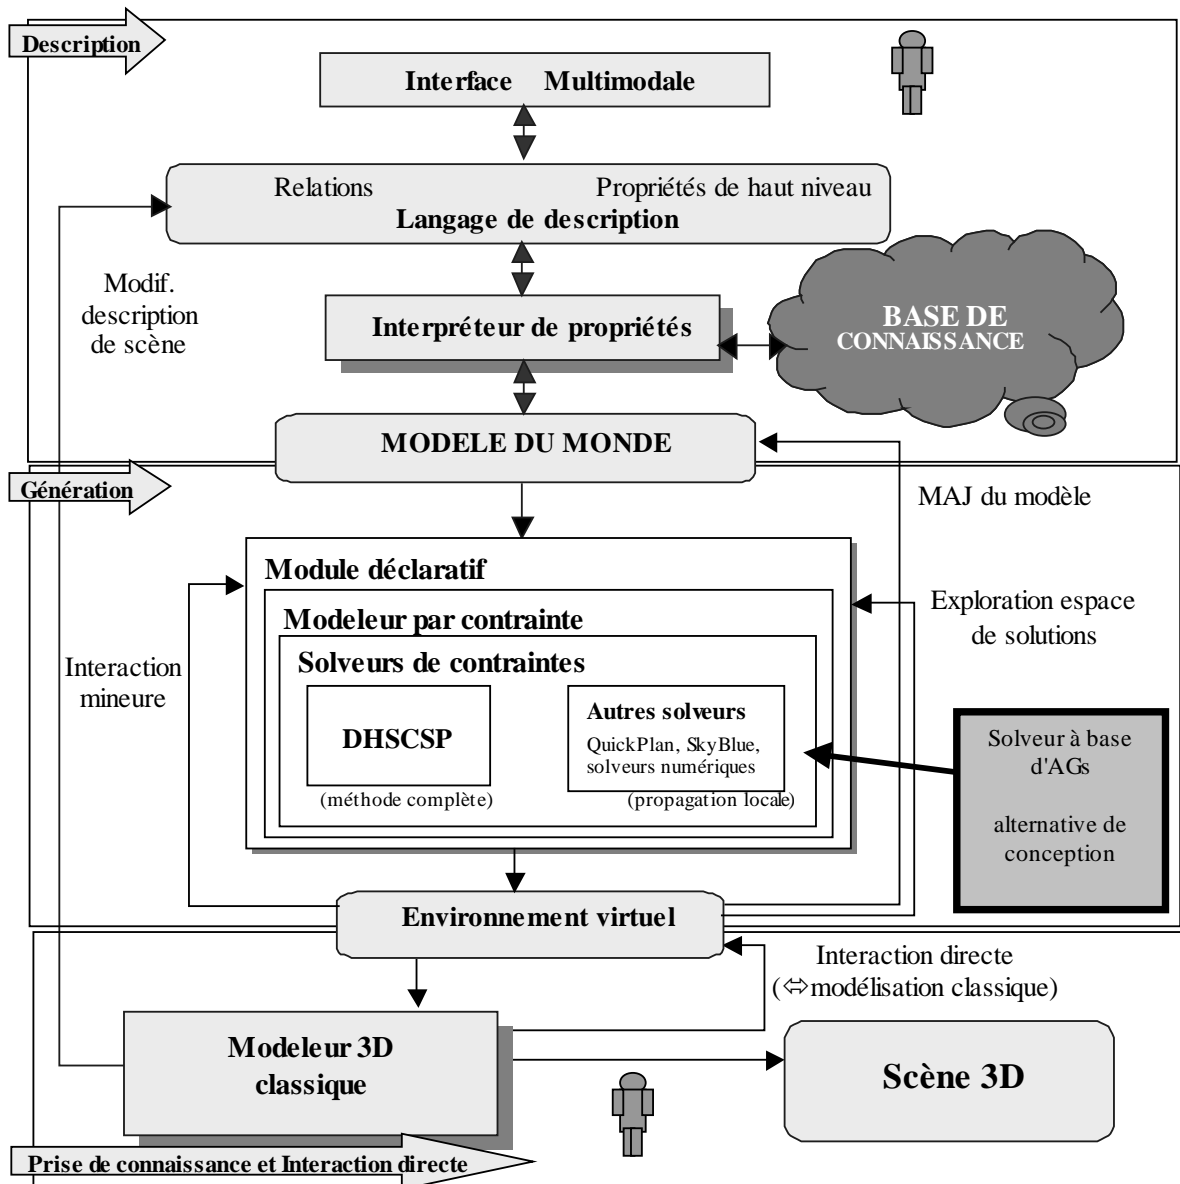 Description
Interface Multimodale
Relations Propriétés de haut niveau
Langage de description
Modif.
description
de scène
Interpréteur de propriétés
BASE DE
CONNAISSANCE
MODELE DU MONDE
Génération
MAJ du modèle
Module déclaratif
Modeleur par contrainte
Solveurs de contraintes
Exploration espace
de solutions
Interaction
mineure
DHSCSP
(méthode complète)
Autres solveurs
QuickPlan, SkyBlue,
solveurs numériques
(propagation locale)
Solveur à base
d'AGs
alternative de
conception
Environnement virtuel
Interaction directe
(⇔modélisation classique)
Modeleur 3D
classique
Scène 3D
Prise de connaissance et Interaction directe